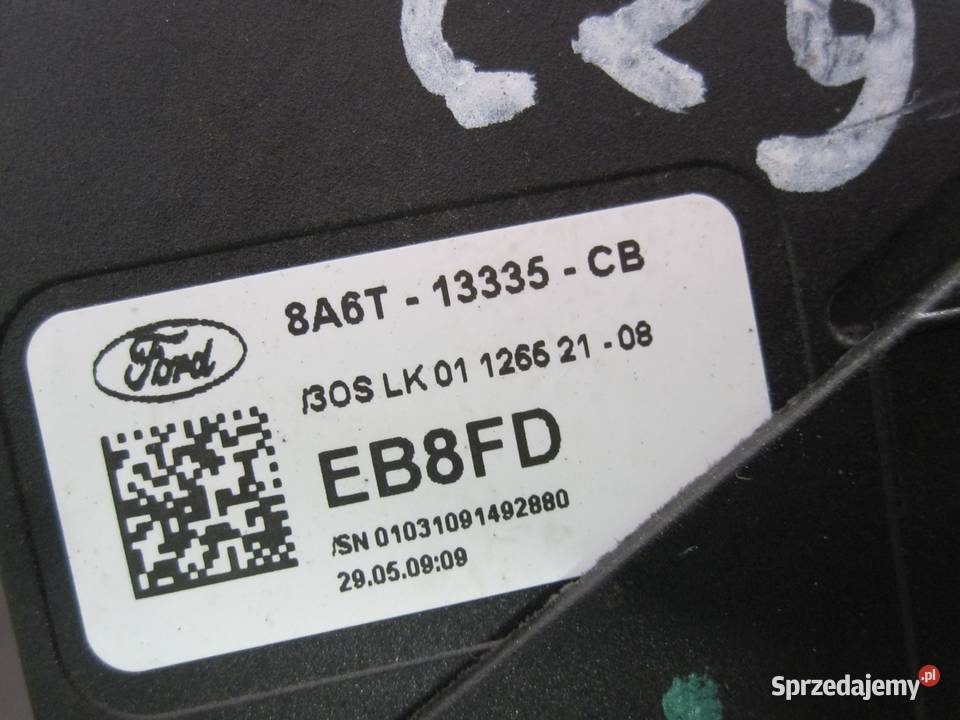 8A6T - 13335 - CB
Ford
/3OS LK 01 1266 21 - 08
EB8FD
/SN 01031091492880
29.05.09:09
Sprzedajemy.pl